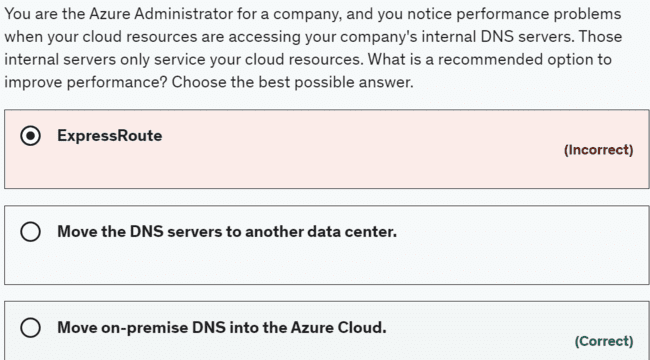 You are the Azure Administrator for a company, and you notice performance problems
when your cloud resources are accessing your company's internal DNS servers. Those
internal servers only service your cloud resources. What is a recommended option to
improve performance? Choose the best possible answer.
ExpressRoute
(Incorrect)
Move the DNS servers to another data center.
Move on-premise DNS into the Azure Cloud.
(Correct)